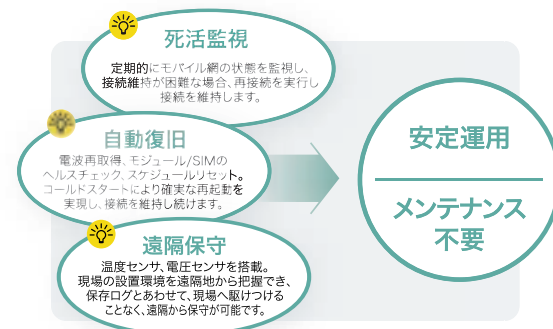 死活監視
定期的にモバイル網の状態を監視し、
接続維持が困難な場合、再接続を実行し
接続を維持します。
自動復旧
電波再取得、モジュール/SIMの
ヘルスチェック、スケジュールリセット。
コールドスタートにより確実な再起動を
実現し、接続を維持し続けます。
遠隔保守
温度センサ、電圧センサを搭載。
現場の設置環境を遠隔地から把握でき、
保存ログとあわせて、現場へ駆けつける
ことなく、遠隔から保守が可能です。
安定運用
メンテナンス
不要